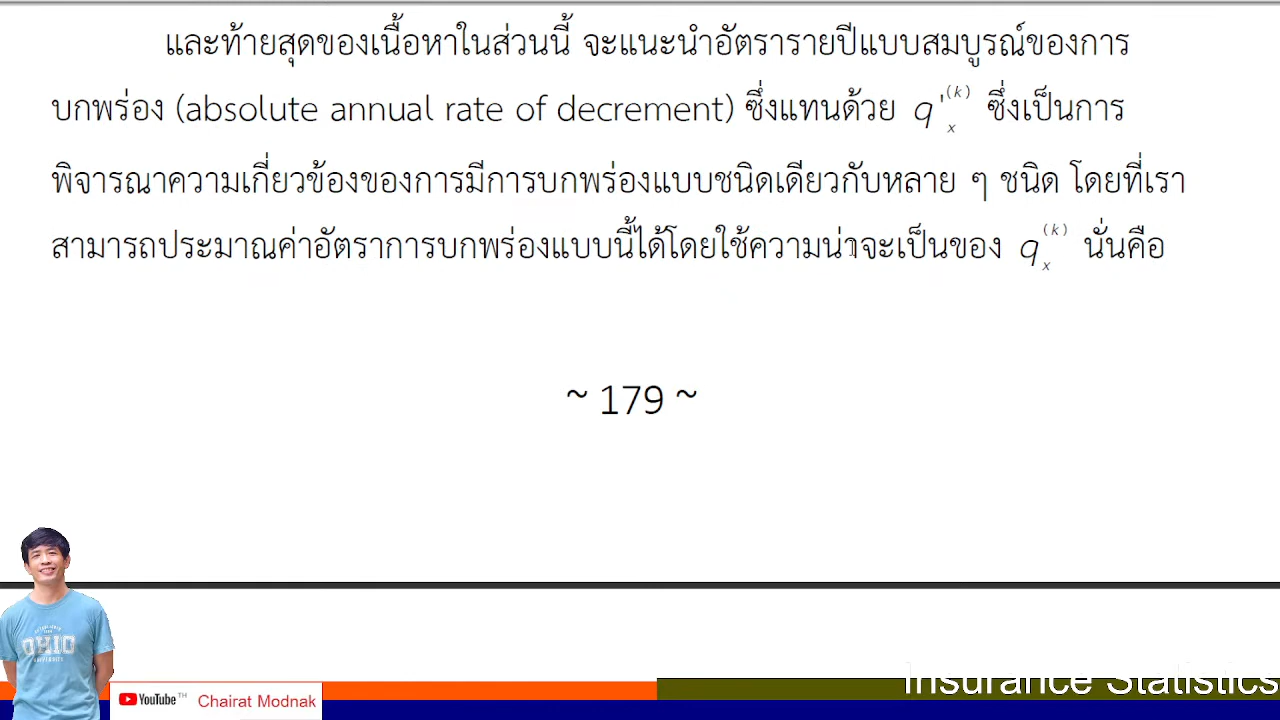 และท้ายสุดของเนื้อหาในส่วนนี้ จะแนะนำอัตรารายปีแบบสมบูรณ์ของการ
บกพร่อง (absolute annual rate of decrement) ซึ่งแทนด้วย q'_x^(k) ซึ่งเป็นการ
พิจารณาความเกี่ยวข้องของการมีการบกพร่องแบบชนิดเดียวกับหลาย ๆ ชนิด โดยที่เรา
สามารถประมาณค่าอัตราการบกพร่องแบบนี้ได้โดยใช้ความน่าจะเป็นของ q_x^(k) นั่นคือ
~ 179 ~
OHIO
UNIVERSITY
YouTube TH Chairat Modnak
Insurance Statistics